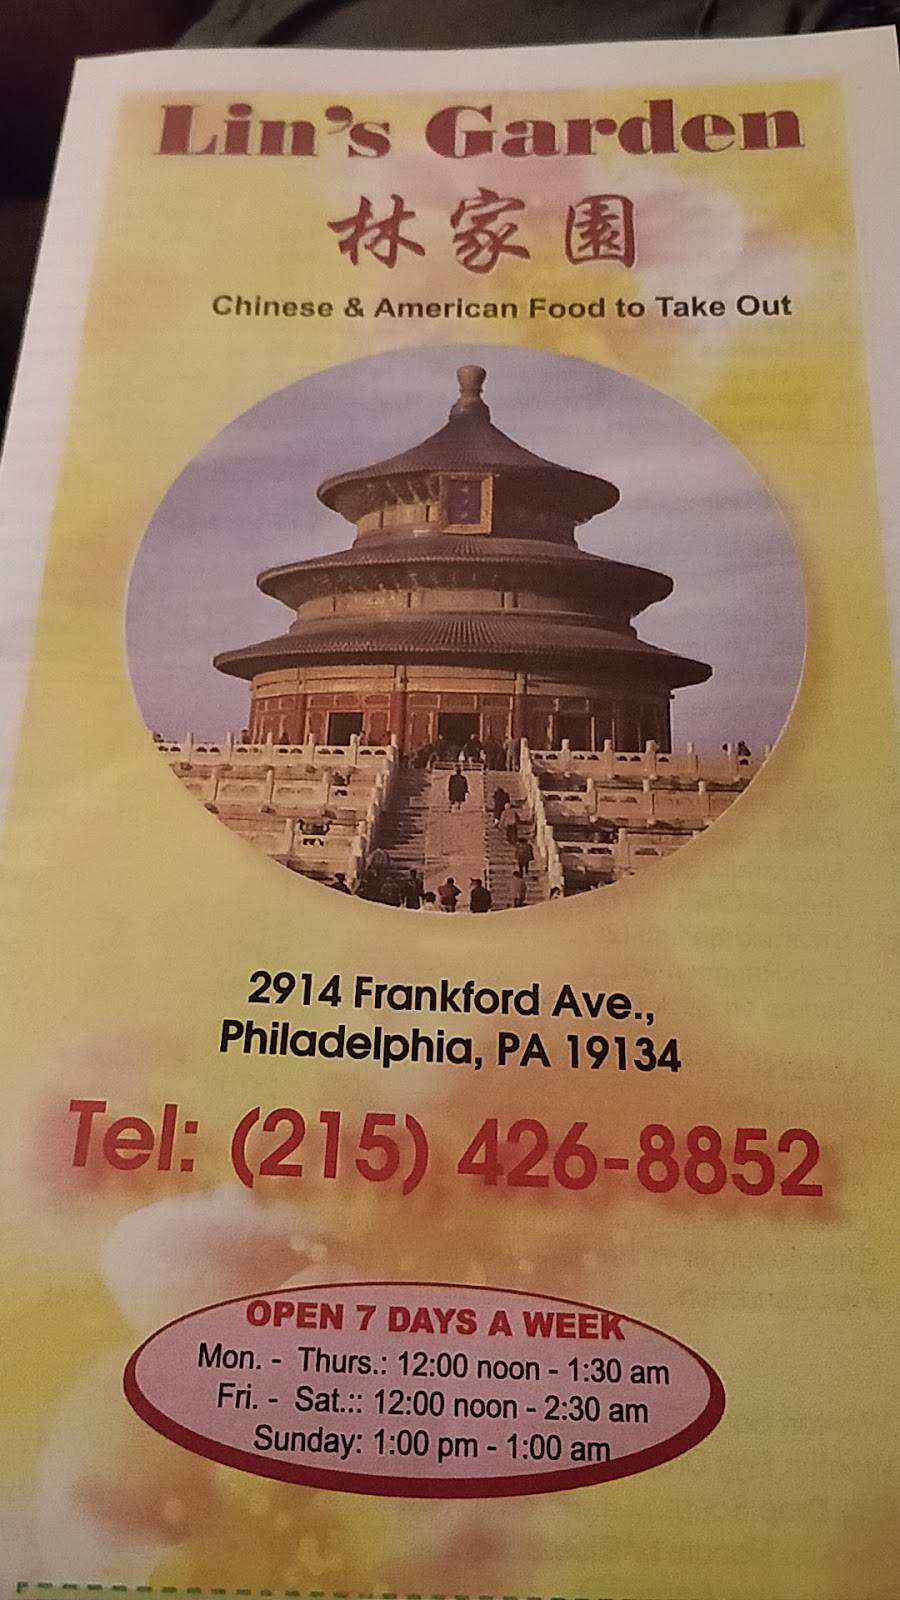 Lin's Garden
林家園
Chinese & American Food to Take Out
2914 Frankford Ave.,
Philadelphia, PA 19134
Tel: (215) 426-8852
OPEN 7 DAYS A WEEK
Mon. - Thurs.: 12:00 noon - 1:30 am
Fri. - Sat.:: 12:00 noon - 2:30 am
Sunday: 1:00 pm - 1:00 am